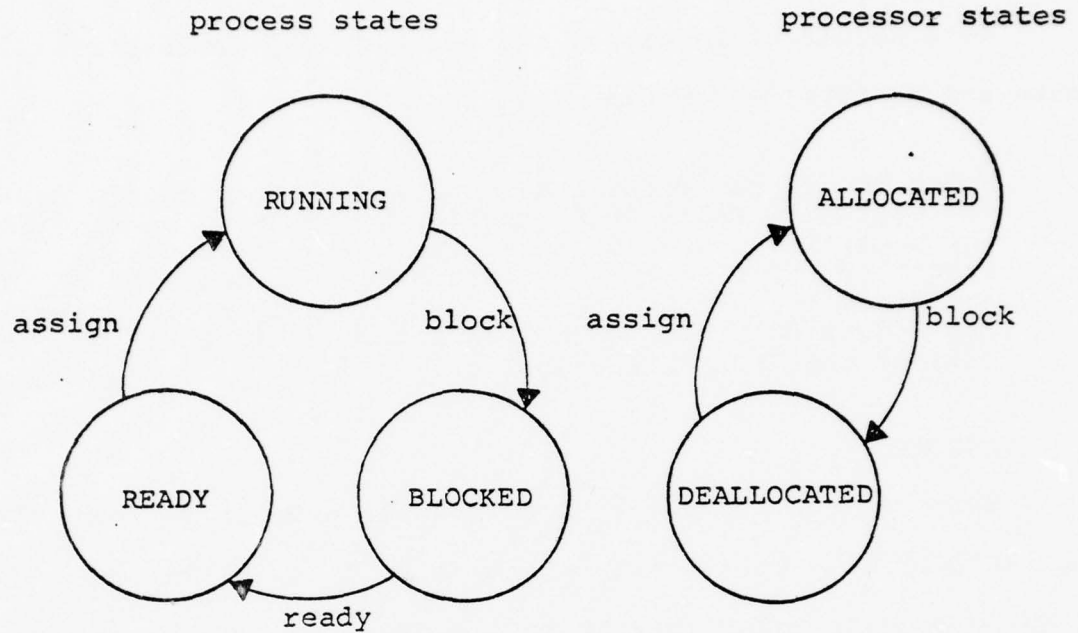 process states
processor states
RUNNING
ALLOCATED
assign
block
assign
block
READY
BLOCKED
DEALLOCATED
ready